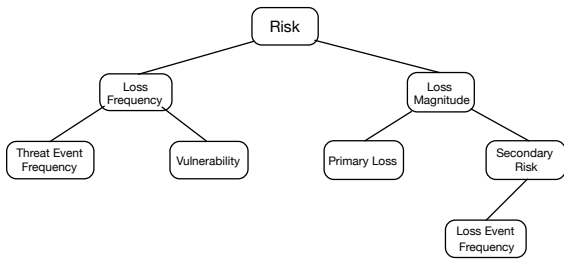 Risk
Loss
Frequency
Loss
Magnitude
Threat Event
Frequency
Vulnerability
Primary Loss
Secondary
Risk
Loss Event
Frequency